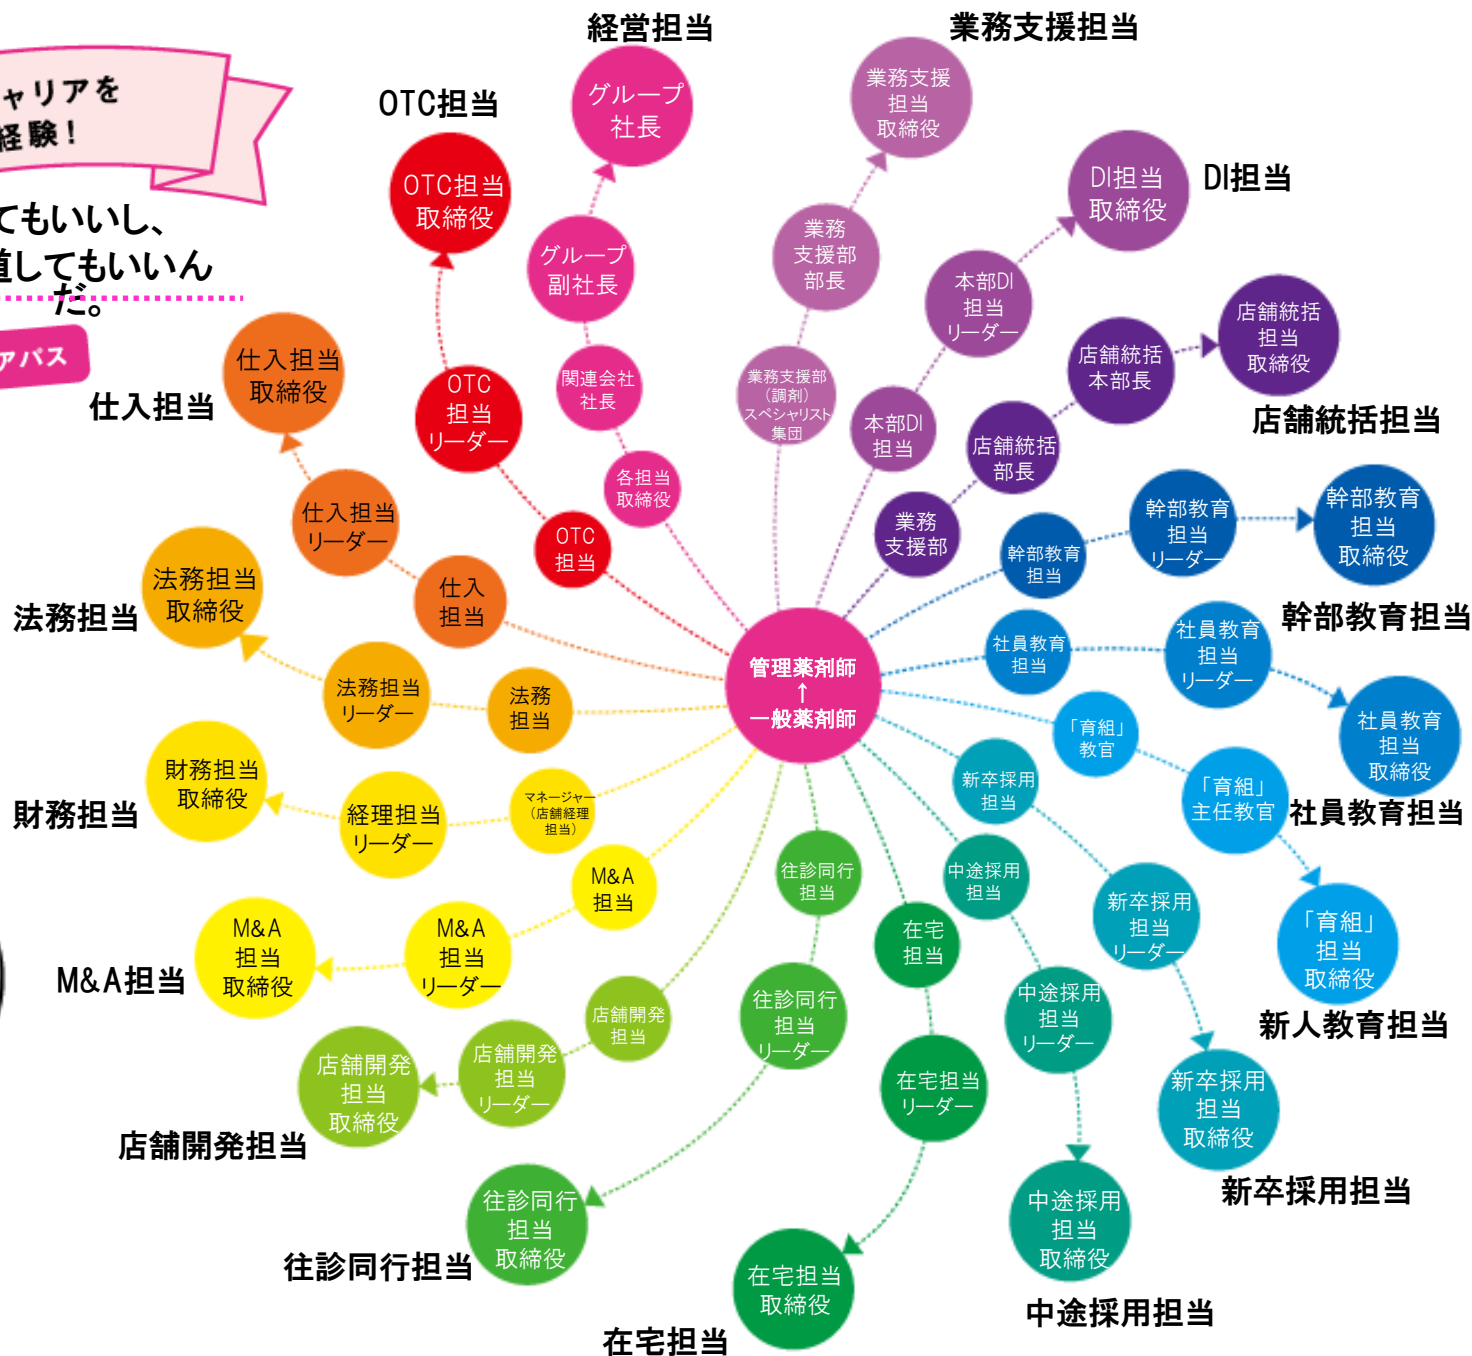 ャリアを
経験！
てもいいし、
道してもいいん
だ。
アパス
経営担当
グループ
社長
グループ
副社長
関連会社
社長
各担当
取締役
業務支援担当
業務支援
担当
取締役
業務
支援部
部長
業務支援部
（調剤）
スペシャリスト
集団
DI担当
DI担当
取締役
本部DI
担当
リーダー
本部DI
担当
店舗統括担当
店舗統括
担当
取締役
店舗統括
本部長
店舗統括
部長
業務
支援部
幹部教育担当
幹部教育
担当
取締役
幹部教育
担当
リーダー
幹部教育
担当
社員教育担当
社員教育
担当
取締役
社員教育
担当
リーダー
社員教育
担当
新人教育担当
「育組」
担当
取締役
「育組」
主任教官
「育組」
教官
新卒採用担当
新卒採用
担当
取締役
新卒採用
担当
リーダー
新卒採用
担当
中途採用担当
中途採用
担当
取締役
中途採用
担当
リーダー
中途採用
担当
在宅担当
在宅担当
取締役
在宅担当
リーダー
在宅
担当
往診同行担当
往診同行
担当
取締役
往診同行
担当
リーダー
往診同行
担当
店舗開発担当
店舗開発
担当
取締役
店舗開発
担当
リーダー
店舗開発
担当
M&A担当
M&A
担当
取締役
M&A
担当
リーダー
M&A
担当
財務担当
財務担当
取締役
経理担当
リーダー
マネージャー
（店舗経理
担当）
法務担当
法務担当
取締役
法務担当
リーダー
法務
担当
仕入担当
仕入担当
取締役
仕入担当
リーダー
仕入
担当
OTC担当
OTC担当
取締役
OTC
担当
リーダー
OTC
担当
管理薬剤師
↑
一般薬剤師